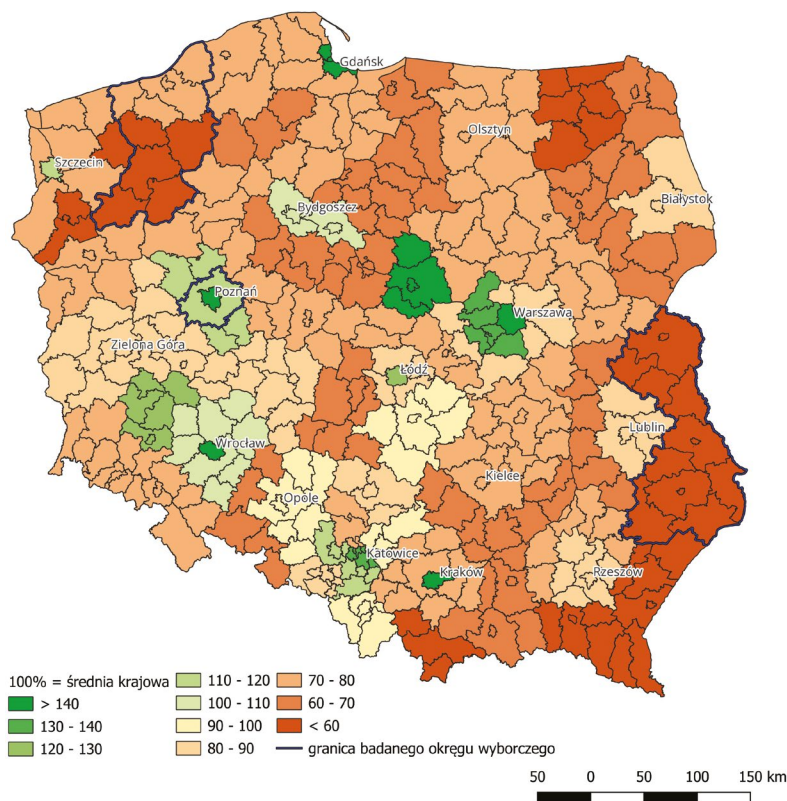 Gdańsk
Olsztyn
Szczecin
Białystok
Bydgoszcz
Poznań
Warszawa
Zielona Góra
Łódź
Lublin
Wrocław
Kielce
Opole
Katowice
Kraków
Rzeszów
100% = średnia krajowa
> 140
130 - 140
120 - 130
110 - 120
100 - 110
90 - 100
80 - 90
70 - 80
60 - 70
< 60
granica badanego okręgu wyborczego
50 0 50 100 150 km